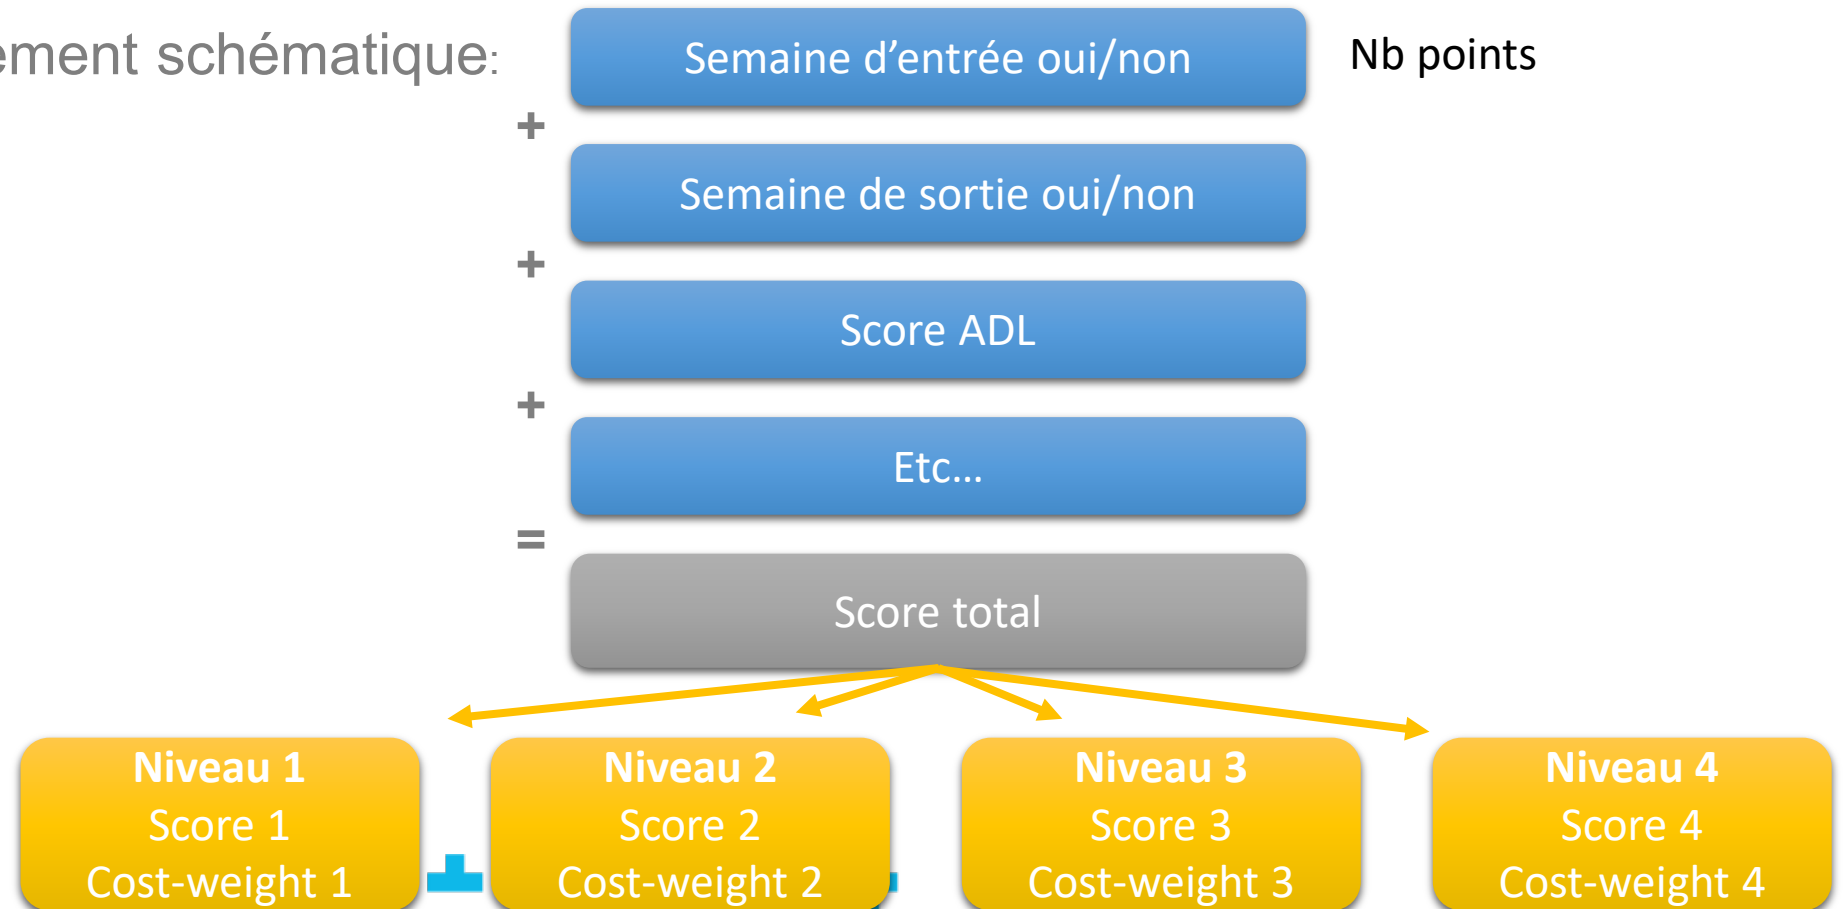 ement schématique:
Semaine d'entrée oui/non
Nb points
+
Semaine de sortie oui/non
+
Score ADL
+
Etc...
=
Score total
Niveau 1
Score 1
Cost-weight 1
Niveau 2
Score 2
Cost-weight 2
Niveau 3
Score 3
Cost-weight 3
Niveau 4
Score 4
Cost-weight 4